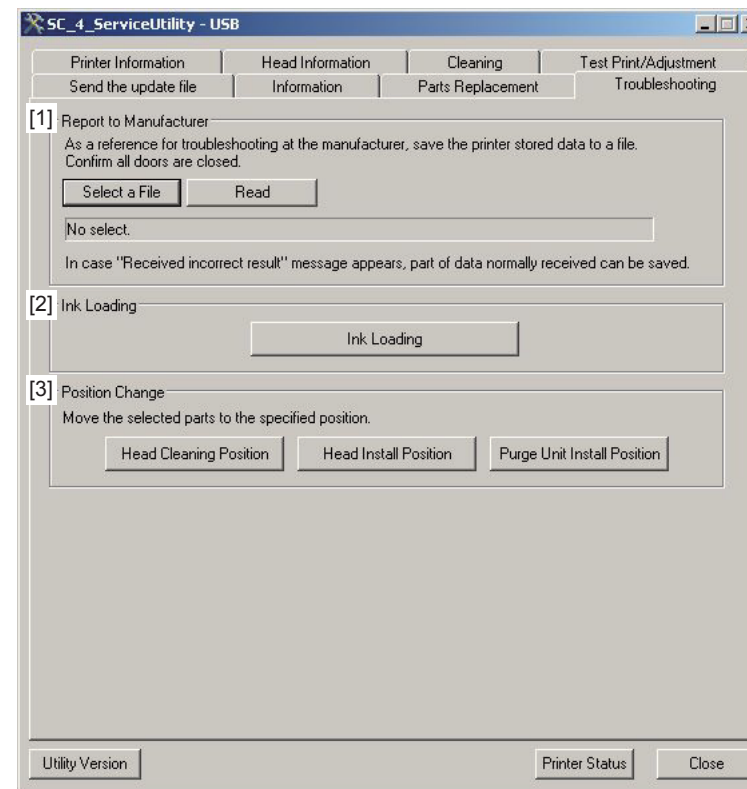 SC_4_ServiceUtility - USB
Printer Information
Head Information
Cleaning
Test Print/Adjustment
Send the update file
Information
Parts Replacement
Troubleshooting
[1] Report to Manufacturer
As a reference for troubleshooting at the manufacturer, save the printer stored data to a file.
Confirm all doors are closed.
Select a File
Read
No select.
In case "Received incorrect result" message appears, part of data normally received can be saved.
[2] Ink Loading
Ink Loading
[3] Position Change
Move the selected parts to the specified position.
Head Cleaning Position
Head Install Position
Purge Unit Install Position
Utility Version
Printer Status
Close